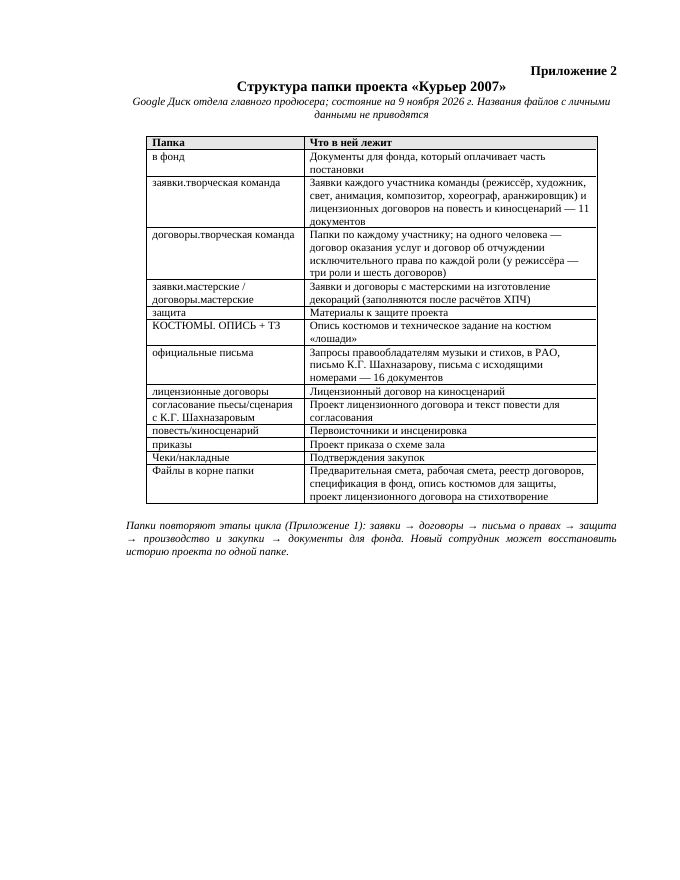 Приложение 2
Структура папки проекта «Курьер 2007»
Google Диск отдела главного продюсера; состояние на 9 ноября 2026 г. Названия файлов с личными
данными не приводятся
Папка
Что в ней лежит
в фонд
Документы для фонда, который оплачивает часть
постановки
заявки.творческая команда
Заявки каждого участника команды (режиссёр, художник,
свет, анимация, композитор, хореограф, аранжировщик) и
лицензионных договоров на повесть и киносценарий — 11
документов
договоры.творческая команда
Папки по каждому участнику; на одного человека —
договор оказания услуг и договор об отчуждении
исключительного права по каждой роли (у режиссёра —
три роли и шесть договоров)
заявки.мастерские /
договоры.мастерские
Заявки и договоры с мастерскими на изготовление
декораций (заполняются после расчётов ХПЧ)
защита
Материалы к защите проекта
КОСТЮМЫ. ОПИСЬ + ТЗ
Опись костюмов и техническое задание на костюм
«лошади»
официальные письма
Запросы правообладателям музыки и стихов, в РАО,
письмо К.Г. Шахназарову, письма с исходящими
номерами — 16 документов
лицензионные договоры
Лицензионный договор на киносценарий
согласование пьесы/сценария
с К.Г. Шахназаровым
Проект лицензионного договора и текст повести для
согласования
повесть/киносценарий
Первоисточники и инсценировка
приказы
Проект приказа о схеме зала
Чеки/накладные
Подтверждения закупок
Файлы в корне папки
Предварительная смета, рабочая смета, реестр договоров,
спецификация в фонд, опись костюмов для защиты,
проект лицензионного договора на стихотворение
Папки повторяют этапы цикла (Приложение 1): заявки → договоры → письма о правах → защита
→ производство и закупки → документы для фонда. Новый сотрудник может восстановить
историю проекта по одной папке.